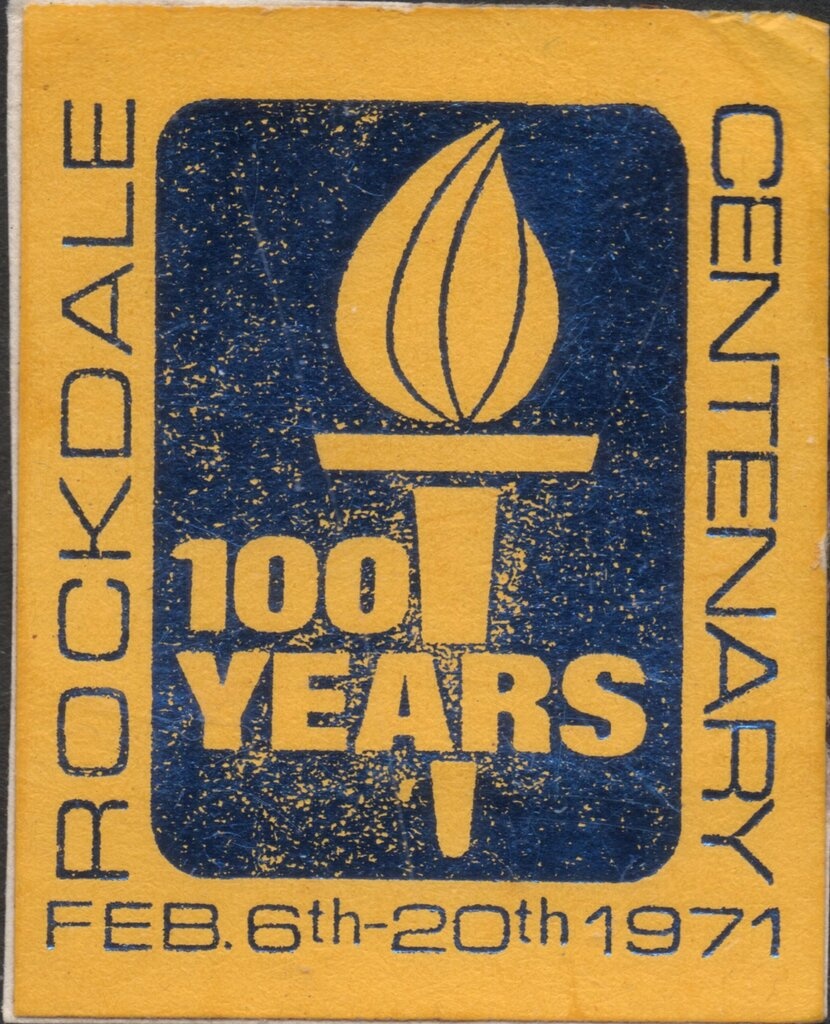 ROCKDALE
CENTENARY
100
YEARS
FEB. 6th-20th 1971